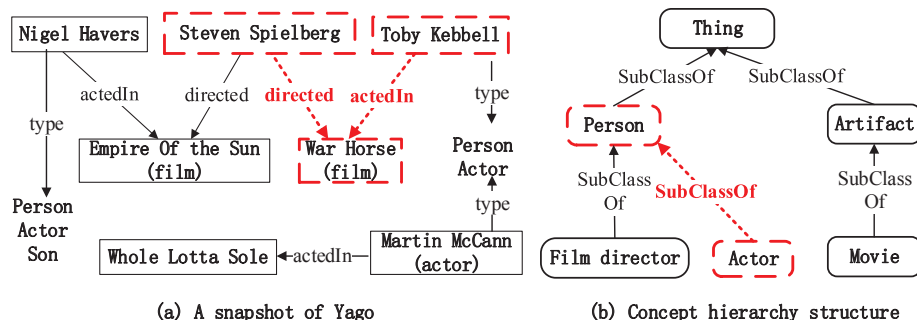 Nigel Havers
Steven Spielberg
Toby Kebbell
actedIn
directed
directed
actedIn
type
type
Empire Of the Sun
(film)
War Horse
(film)
Person
Actor
Person
Actor
Son
type
Whole Lotta Sole
actedIn
Martin McCann
(actor)
(a) A snapshot of Yago
Thing
SubClassOf
SubClassOf
Person
Artifact
SubClass
Of
SubClassOf
SubClass
Of
Film director
Actor
Movie
(b) Concept hierarchy structure